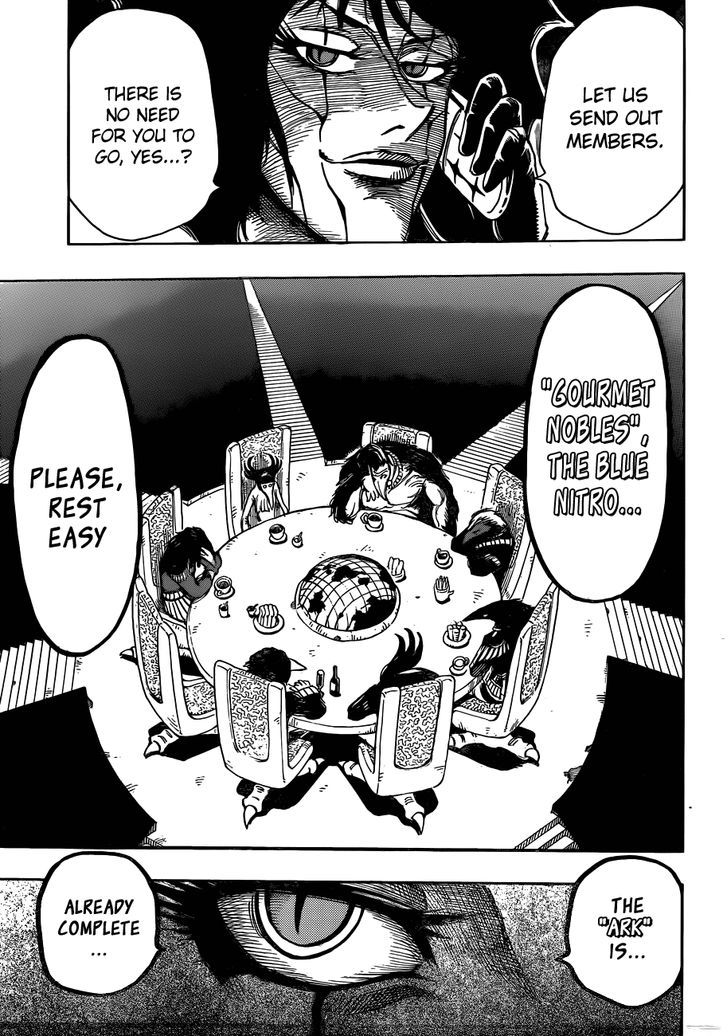 LET US
SEND OUT
MEMBERS.
THERE IS
NO NEED
FOR YOU TO
GO, YES...?
"GOURMET
NOBLES",
THE BLUE
NITRO...
PLEASE,
REST
EASY
THE
"ARK"
IS...
ALREADY
COMPLETE
...